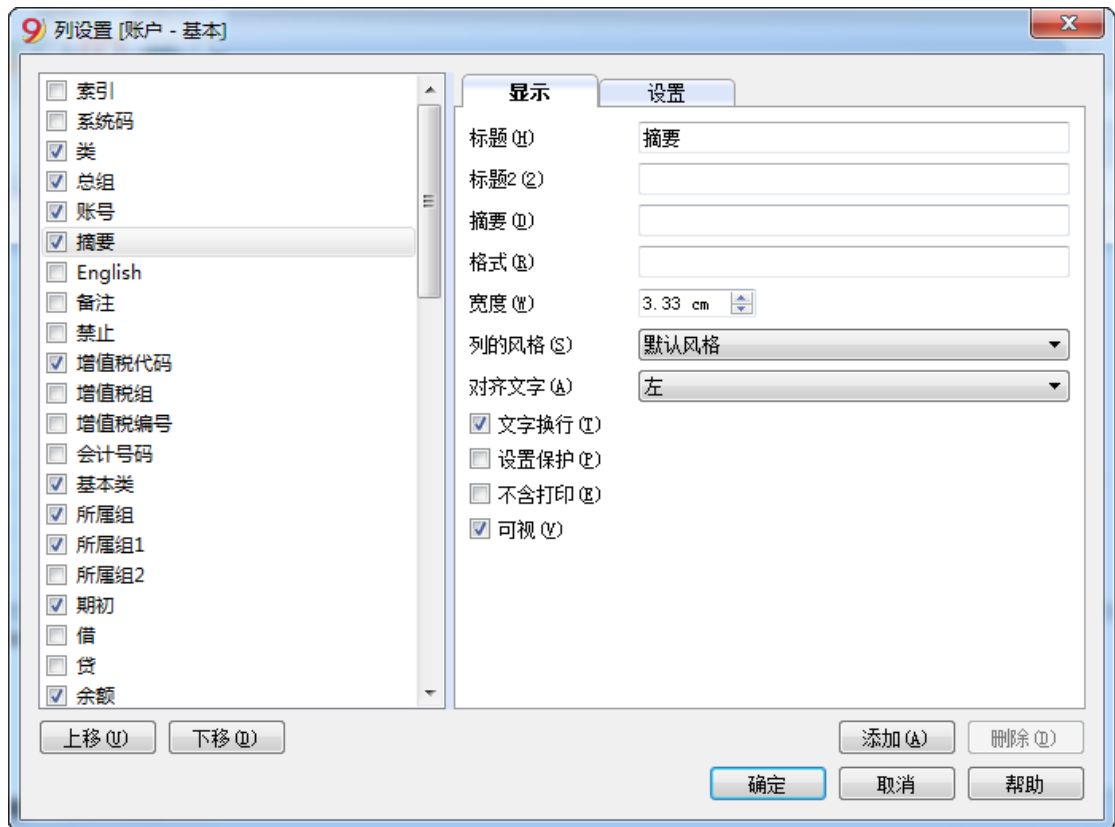 9 列设置 [账户 - 基本]
X
索引
系统码
类
总组
账号
摘要
English
备注
禁止
增值税代码
增值税组
增值税编号
会计号码
基本类
所属组
所属组1
所属组2
期初
借
贷
余额
显示 设置
标题(H) 摘要
标题2(2)
摘要(D)
格式(R)
宽度(W) 3.33 cm
列的风格(S) 默认风格
对齐文字(A) 左
文字换行(T)
设置保护(P)
不含打印(E)
可视(V)
上移(U) 下移(D) 添加(A) 删除(D)
确定 取消 帮助